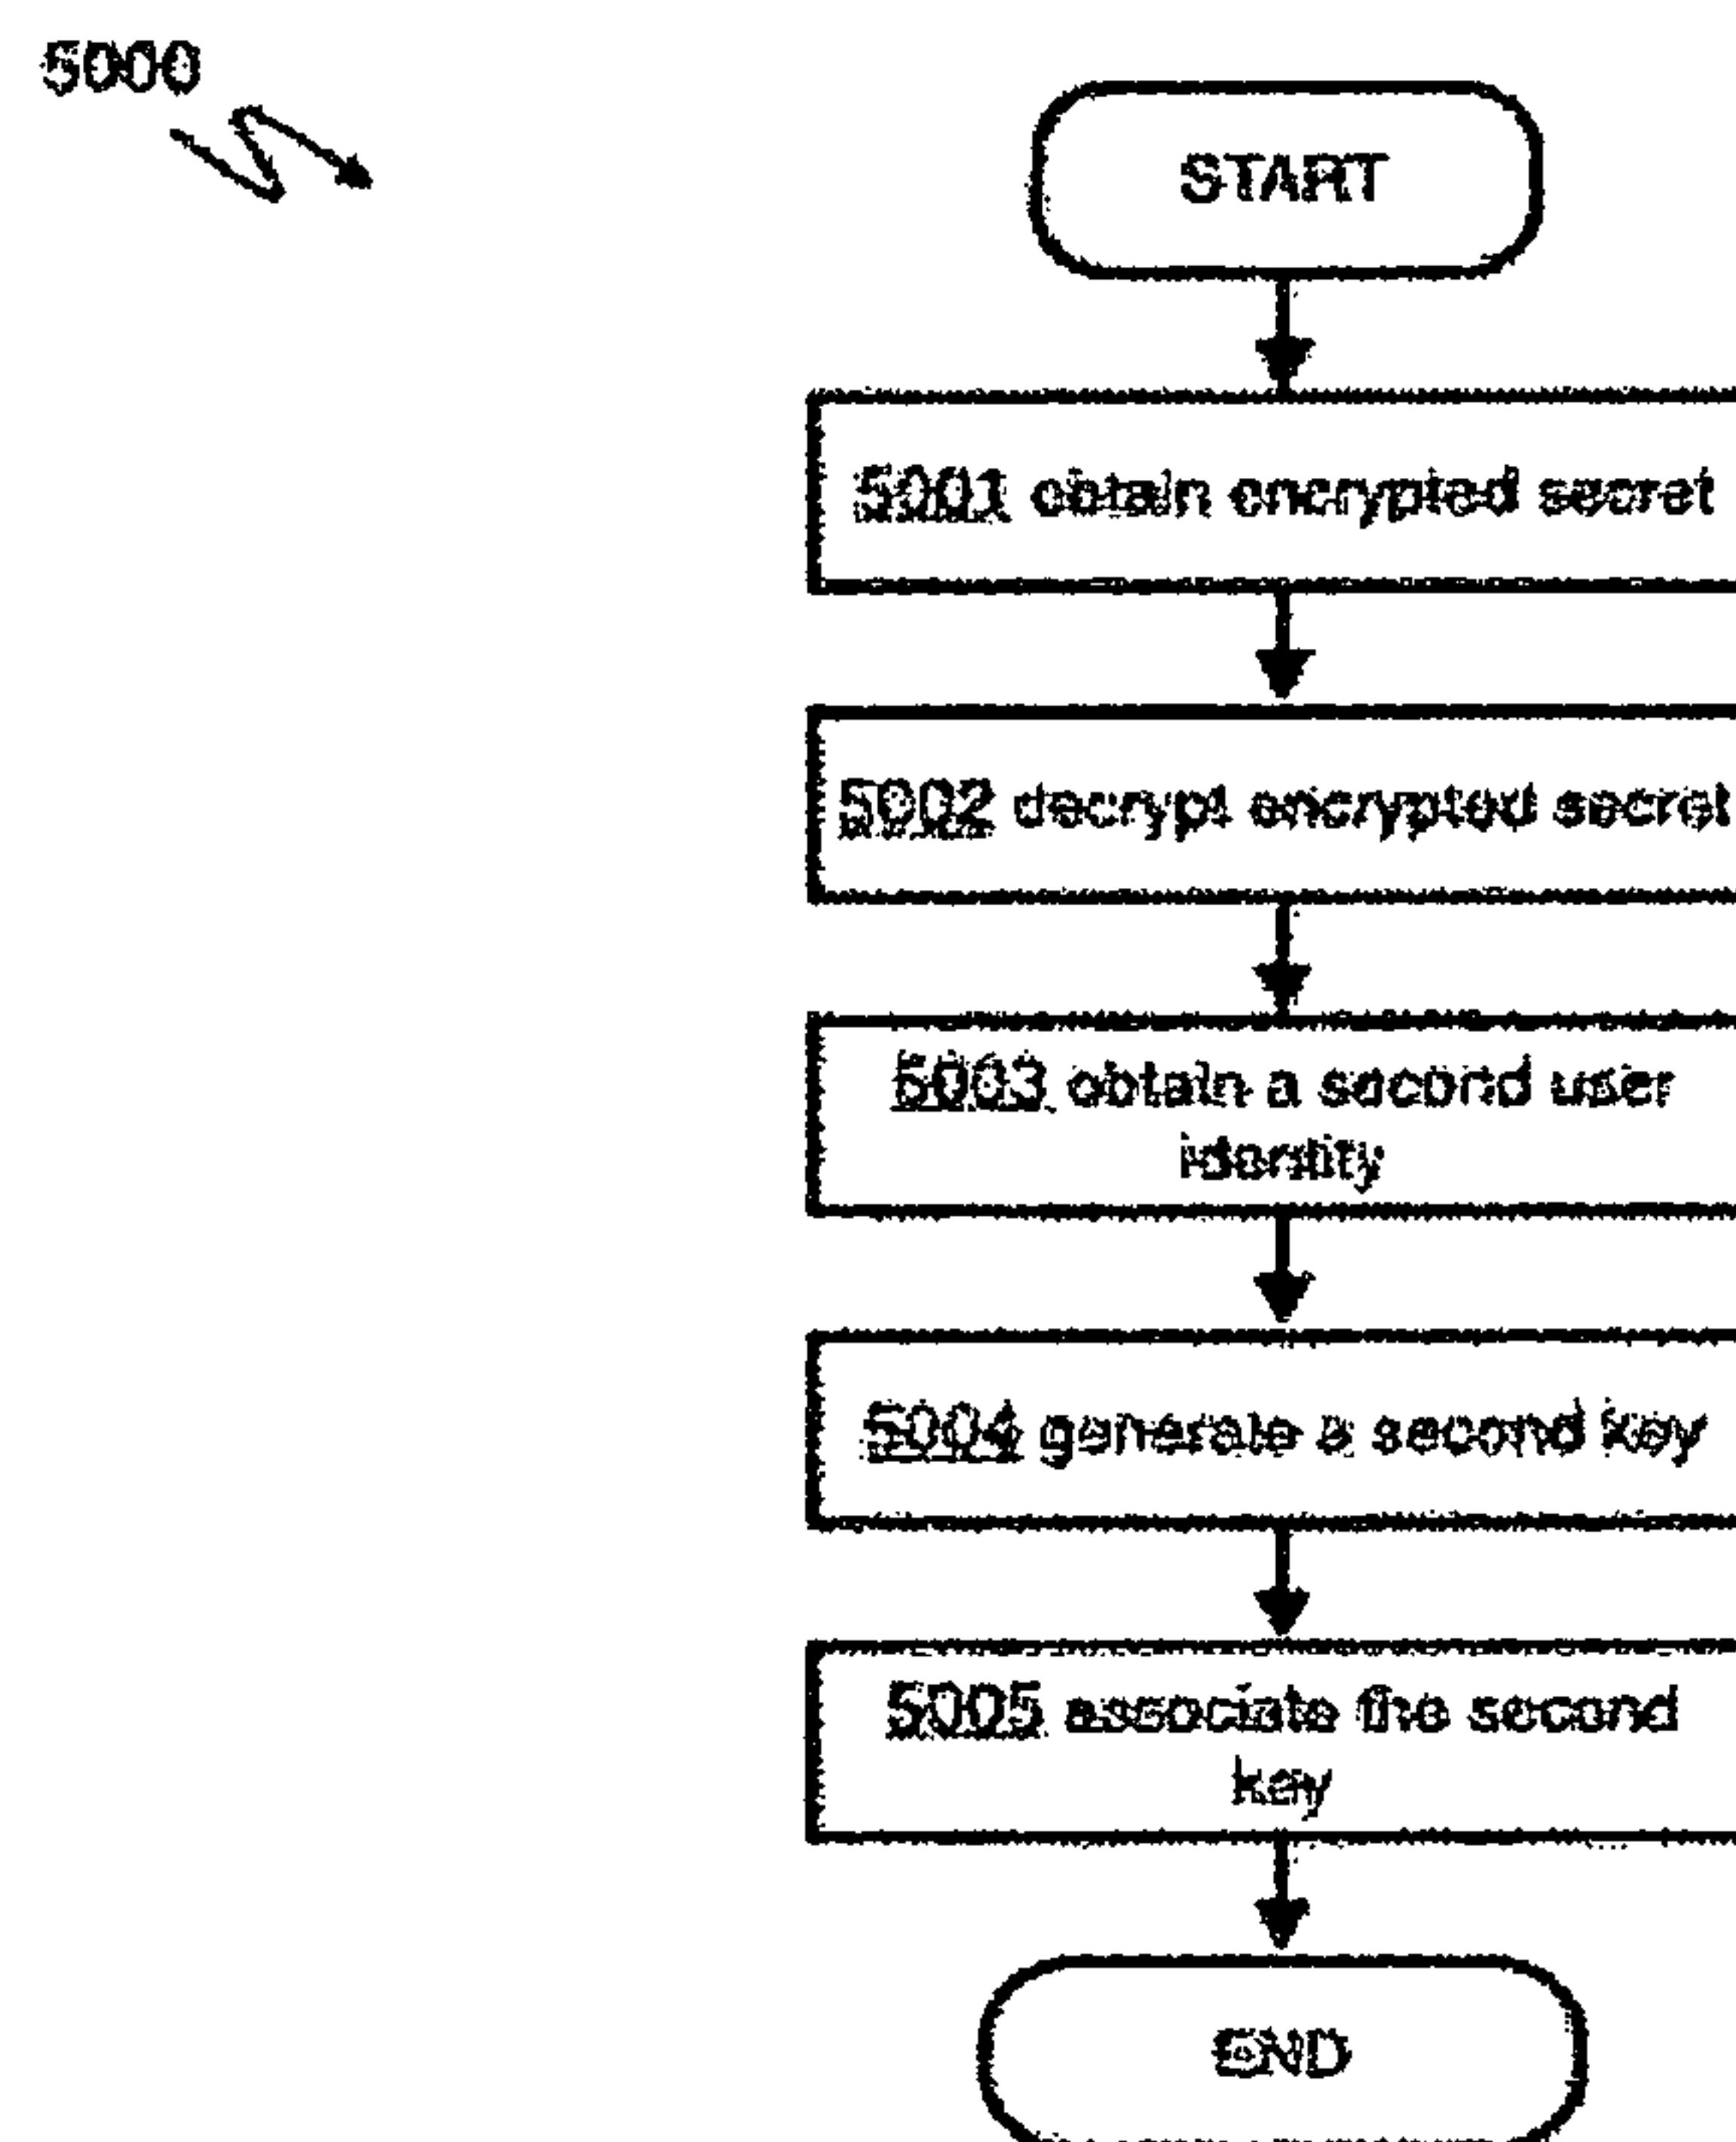 5000
START
5001 obtain encrypted secret
5002 decrypt encrypted secret
5003 obtain a second user
identity
5004 generate a second key
5005 associate the second
key
END